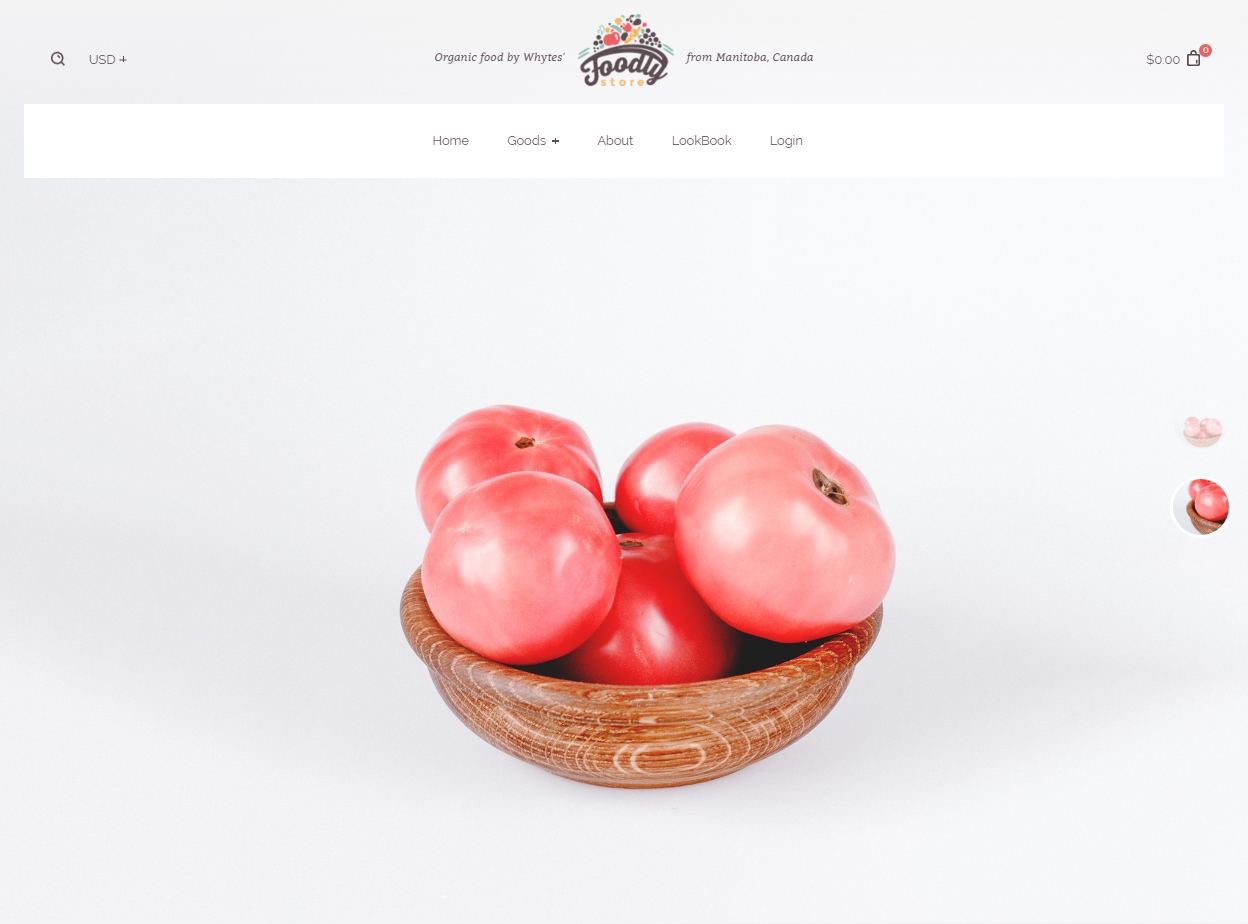 USD +
Organic food by Whytes'
Foodly
store
from Manitoba, Canada
$0.00
0
Home
Goods +
About
LookBook
Login